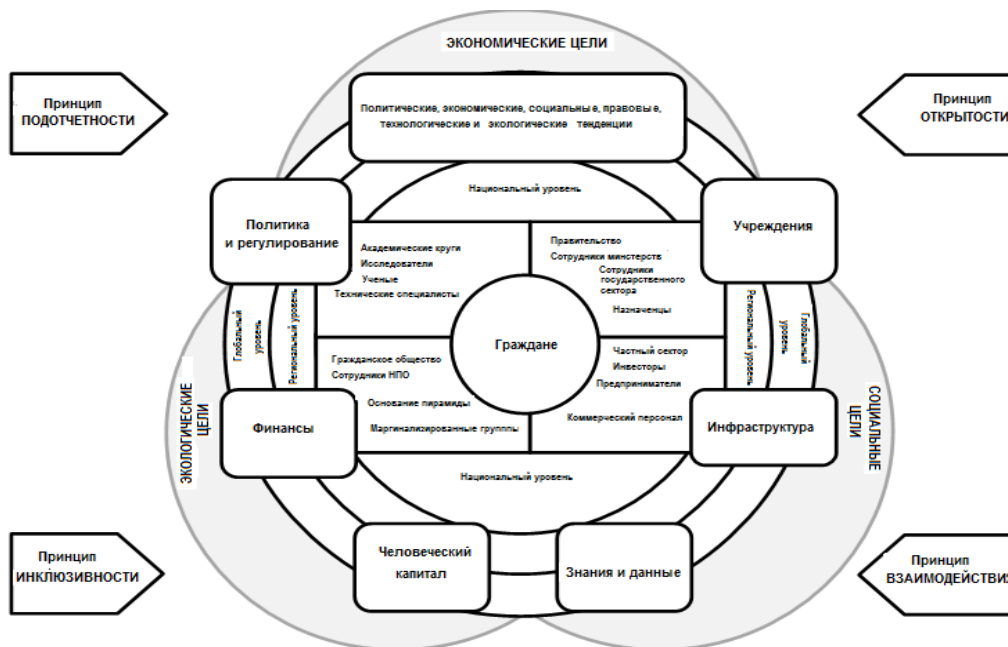 ЭКОНОМИЧЕСКИЕ ЦЕЛИ
Принцип
ПОДОТЧЕТНОСТИ
Политические, экономические, социальные, правовые,
технологические и экологические тенденции
Принцип
ОТКРЫТОСТИ
Национальный уровень
Политика
и регулирование
Учреждения
Академические круги
Исследователи
Ученые
Технические специалисты
Правительство
Сотрудники минстерств
Сотрудники
государственного
сектора
Назначенцы
Глобальный
уровень
Региональный уровень
Граждане
Региональный уровень
Глобальный
уровень
Гражданское общество
Сотрудники НПО
Основание пирамиды
Маргинализированные групппы
Частный сектор
Инвесторы
Предприниматели
Коммерческий персонал
ЭКОЛОГИЧЕСКИЕ
ЦЕЛИ
Финансы
Инфраструктура
СОЦИАЛЬНЫЕ
ЦЕЛИ
Национальный уровень
Человеческий
капитал
Знания и данные
Принцип
ИНКЛЮЗИВНОСТИ
Принцип
ВЗАИМОДЕЙСТВИЯ